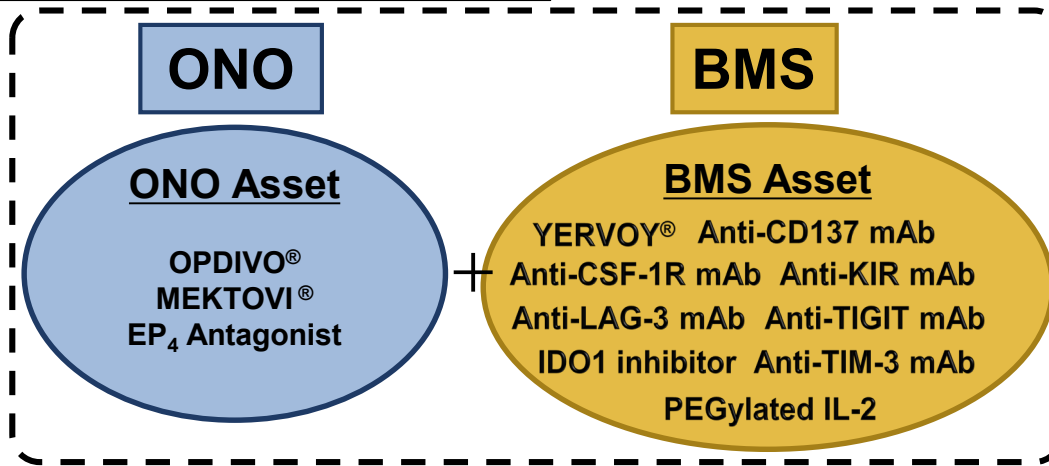 ONO
BMS
ONO Asset
OPDIVO®
MEKTOVI ®
EP₄ Antagonist
+
BMS Asset
YERVOY® Anti-CD137 mAb
Anti-CSF-1R mAb Anti-KIR mAb
Anti-LAG-3 mAb Anti-TIGIT mAb
IDO1 inhibitor Anti-TIM-3 mAb
PEGylated IL-2